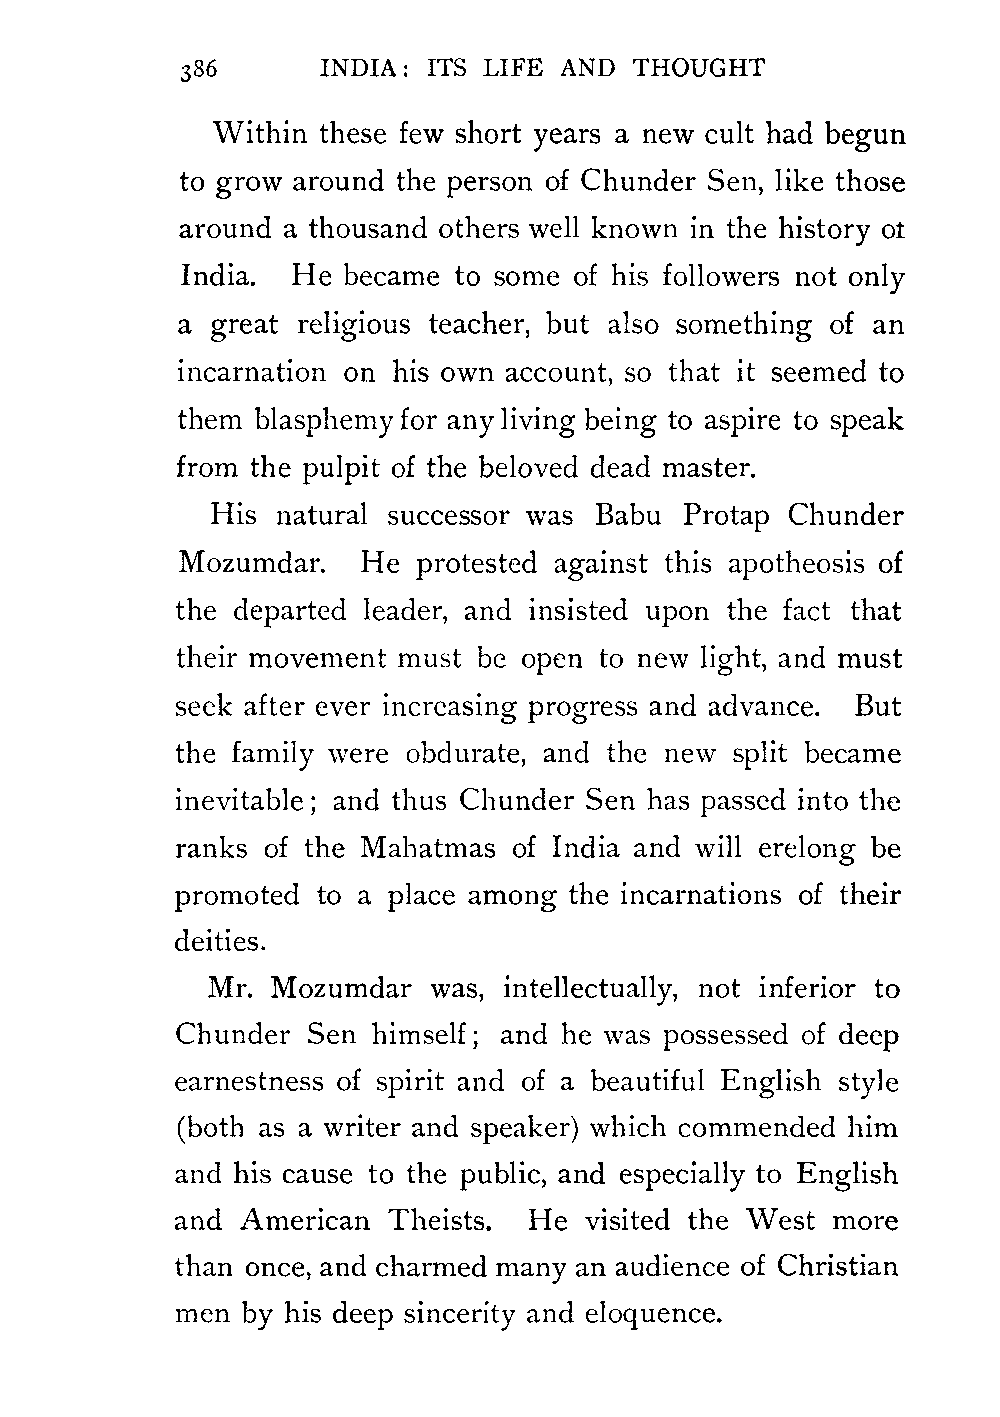 386 INDIA: ITS LIFE AND THOUGHT
Within these few short years a new cult had begun
to grow around the person of Chunder Sen, like those
around a thousand others well known in the history of
India. He became to some of his followers not only
a great religious teacher, but also something of an
incarnation on his own account, so that it seemed to
them blasphemy for any living being to aspire to speak
from the pulpit of the beloved dead master.
His natural successor was Babu Protap Chunder
Mozumdar. He protested against this apotheosis of
the departed leader, and insisted upon the fact that
their movement must be open to new light, and must
seek after ever increasing progress and advance. But
the family were obdurate, and the new split became
inevitable; and thus Chunder Sen has passed into the
ranks of the Mahatmas of India and will erelong be
promoted to a place among the incarnations of their
deities.
Mr. Mozumdar was, intellectually, not inferior to
Chunder Sen himself; and he was possessed of deep
earnestness of spirit and of a beautiful English style
(both as a writer and speaker) which commended him
and his cause to the public, and especially to English
and American Theists. He visited the West more
than once, and charmed many an audience of Christian
men by his deep sincerity and eloquence.